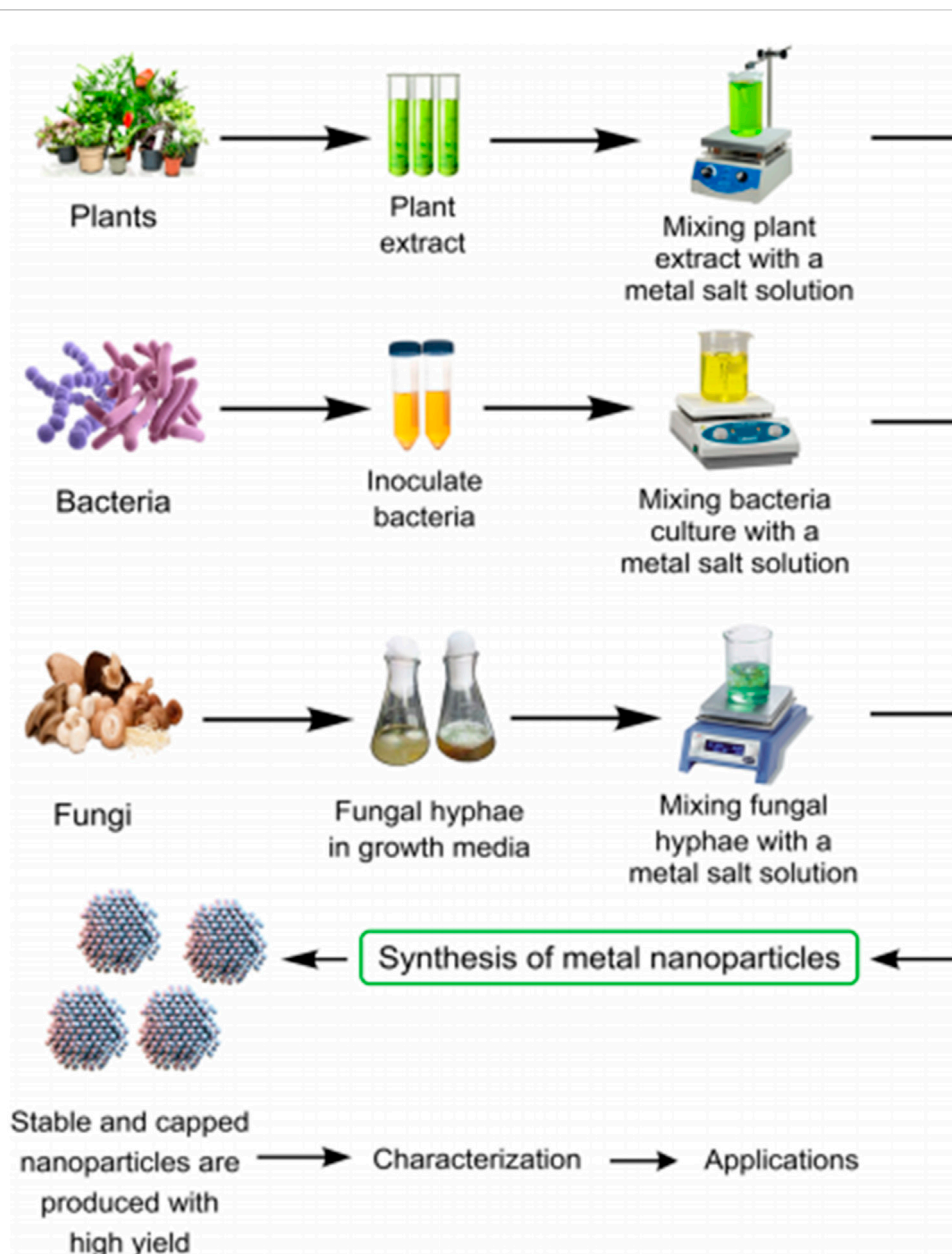 Plants
Plant
extract
Mixing plant
extract with a
metal salt solution
Bacteria
Inoculate
bacteria
Mixing bacteria
culture with a
metal salt solution
Fungi
Fungal hyphae
in growth media
Mixing fungal
hyphae with a
metal salt solution
Synthesis of metal nanoparticles
Stable and capped
nanoparticles are
produced with
high yield
Characterization
Applications